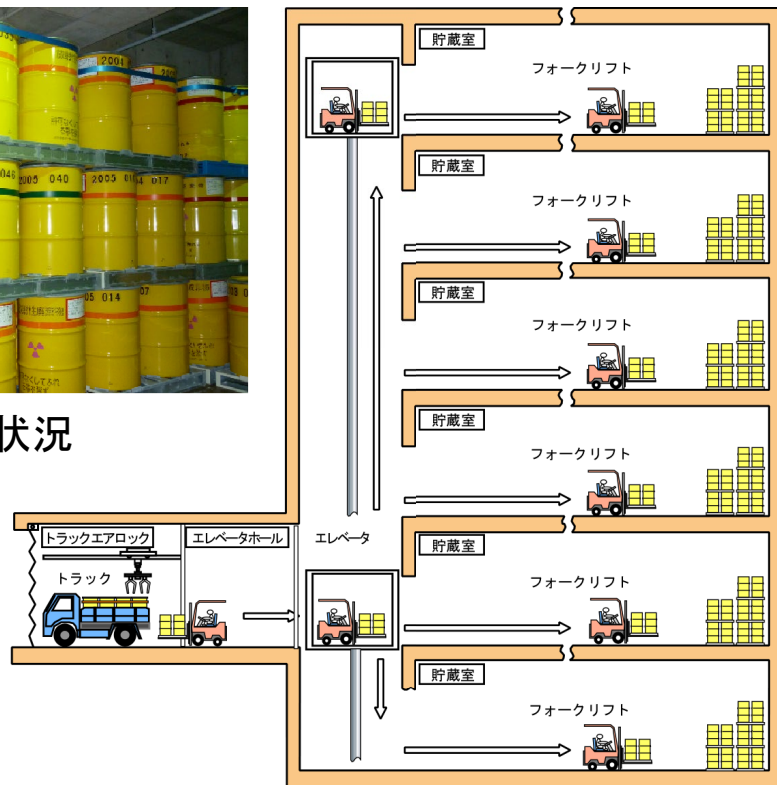 2004
046
2005 040
2005
017
05 014
07
状況
貯蔵室
フォークリフト
貯蔵室
フォークリフト
貯蔵室
フォークリフト
貯蔵室
フォークリフト
トラックエアロック
エレベータホール
エレベータ
トラック
貯蔵室
フォークリフト
貯蔵室
フォークリフト